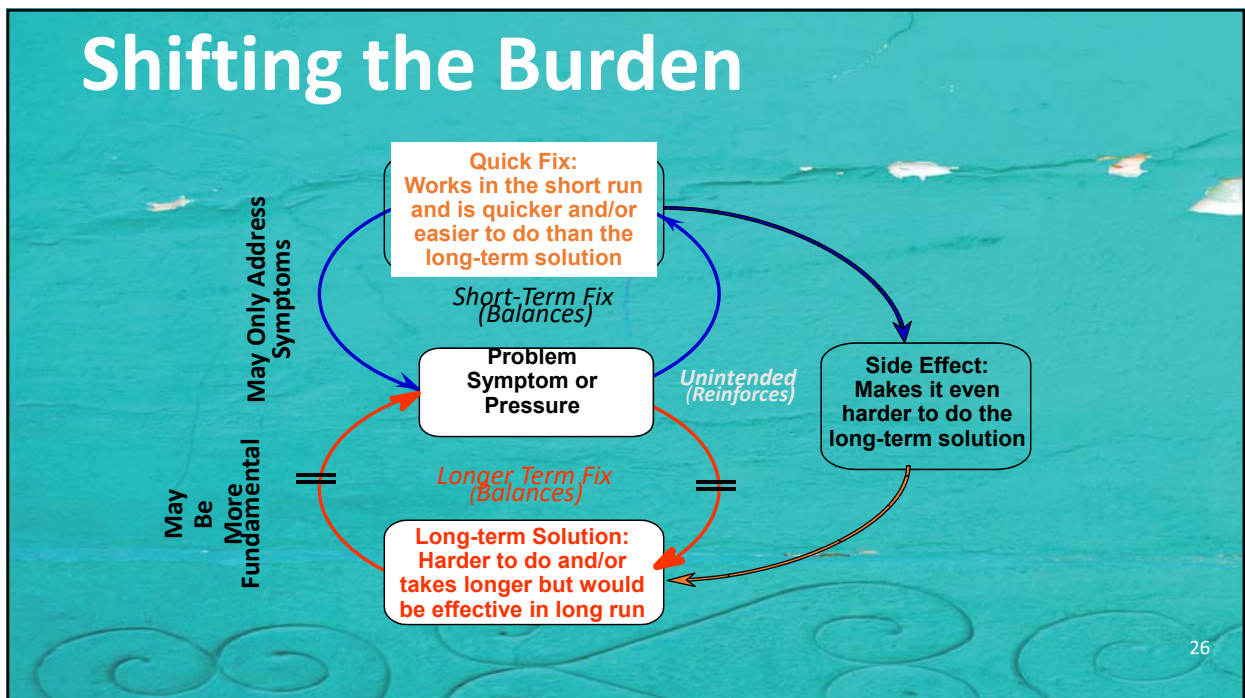 Shifting the Burden
Quick Fix:
Works in the short run
and is quicker and/or
easier to do than the
long-term solution
May Only Address
Symptoms
Short-Term Fix
(Balances)
Problem
Symptom or
Pressure
Unintended
(Reinforces)
Side Effect:
Makes it even
harder to do the
long-term solution
May
Be
More
Fundamental
Longer Term Fix
(Balances)
Long-term Solution:
Harder to do and/or
takes longer but would
be effective in long run
26